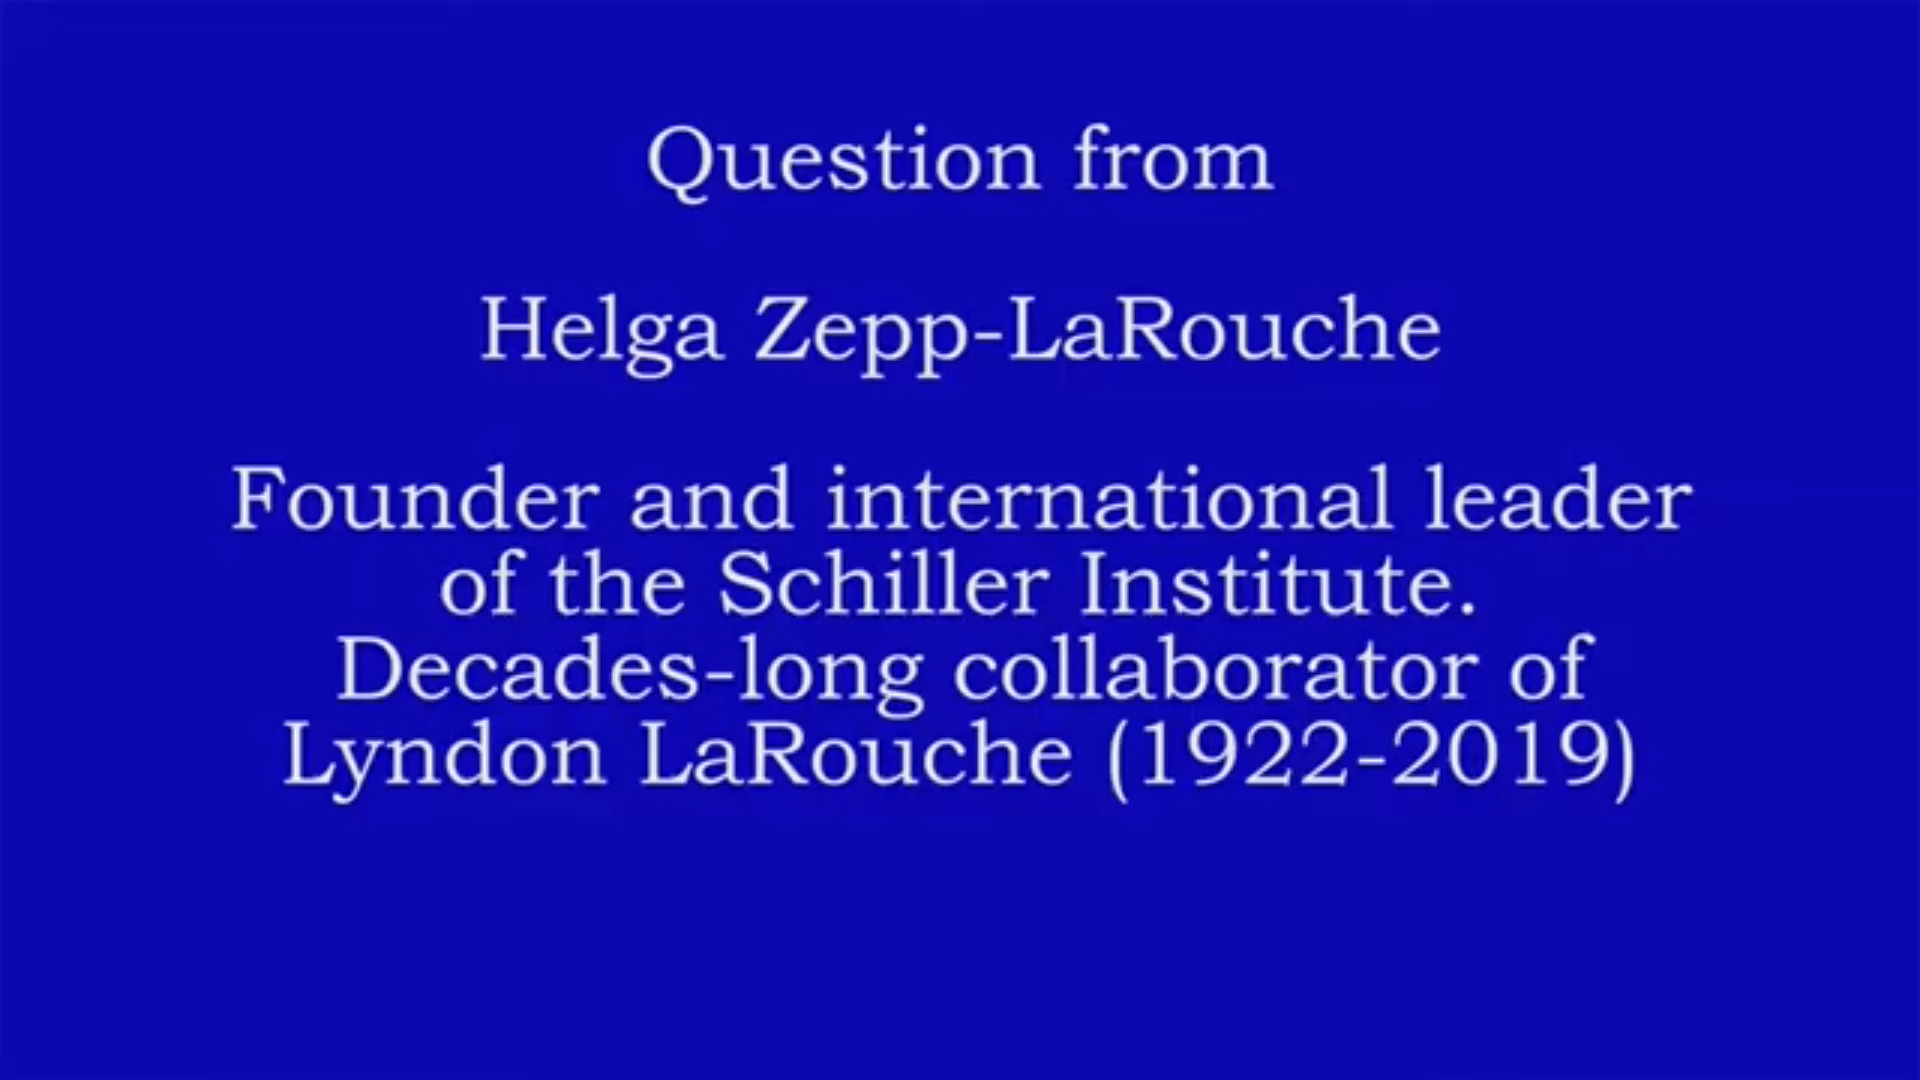 Question from
Helga Zepp-LaRouche
Founder and international leader
of the Schiller Institute.
Decades-long collaborator of
Lyndon LaRouche (1922-2019)